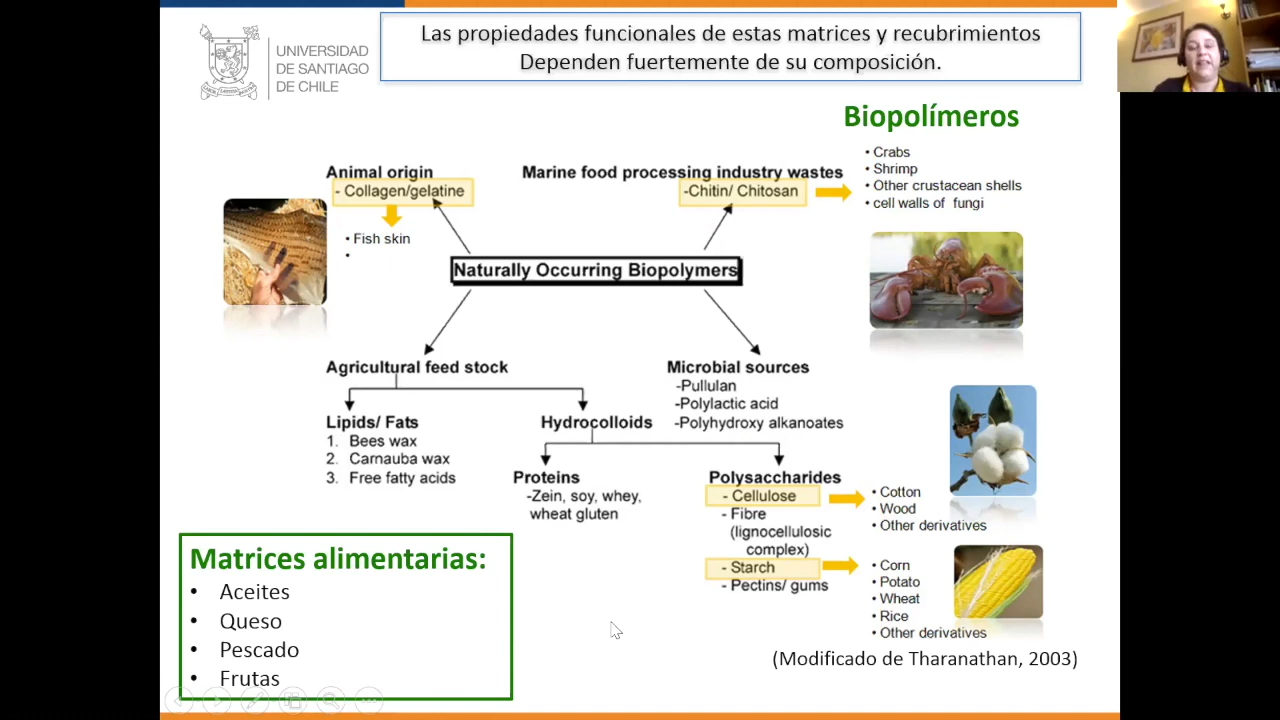 UNIVERSIDAD
DE SANTIAGO
DE CHILE
Las propiedades funcionales de estas matrices y recubrimientos
Dependen fuertemente de su composición.
Biopolímeros
Animal origin
- Collagen/gelatine
• Fish skin
•
Marine food processing industry wastes
-Chitin/ Chitosan
• Crabs
• Shrimp
• Other crustacean shells
• cell walls of fungi
Naturally Occurring Biopolymers
Agricultural feed stock
Lipids/ Fats
1. Bees wax
2. Carnauba wax
3. Free fatty acids
Hydrocolloids
Microbial sources
-Pullulan
-Polylactic acid
-Polyhydroxy alkanoates
Proteins
-Zein, soy, whey,
wheat gluten
Polysaccharides
- Cellulose
- Fibre
(lignocellulosic
complex)
- Starch
- Pectins/ gums
• Cotton
• Wood
• Other derivatives
• Corn
• Potato
• Wheat
• Rice
• Other derivatives
Matrices alimentarias:
• Aceites
• Queso
• Pescado
• Frutas
(Modificado de Tharanathan, 2003)